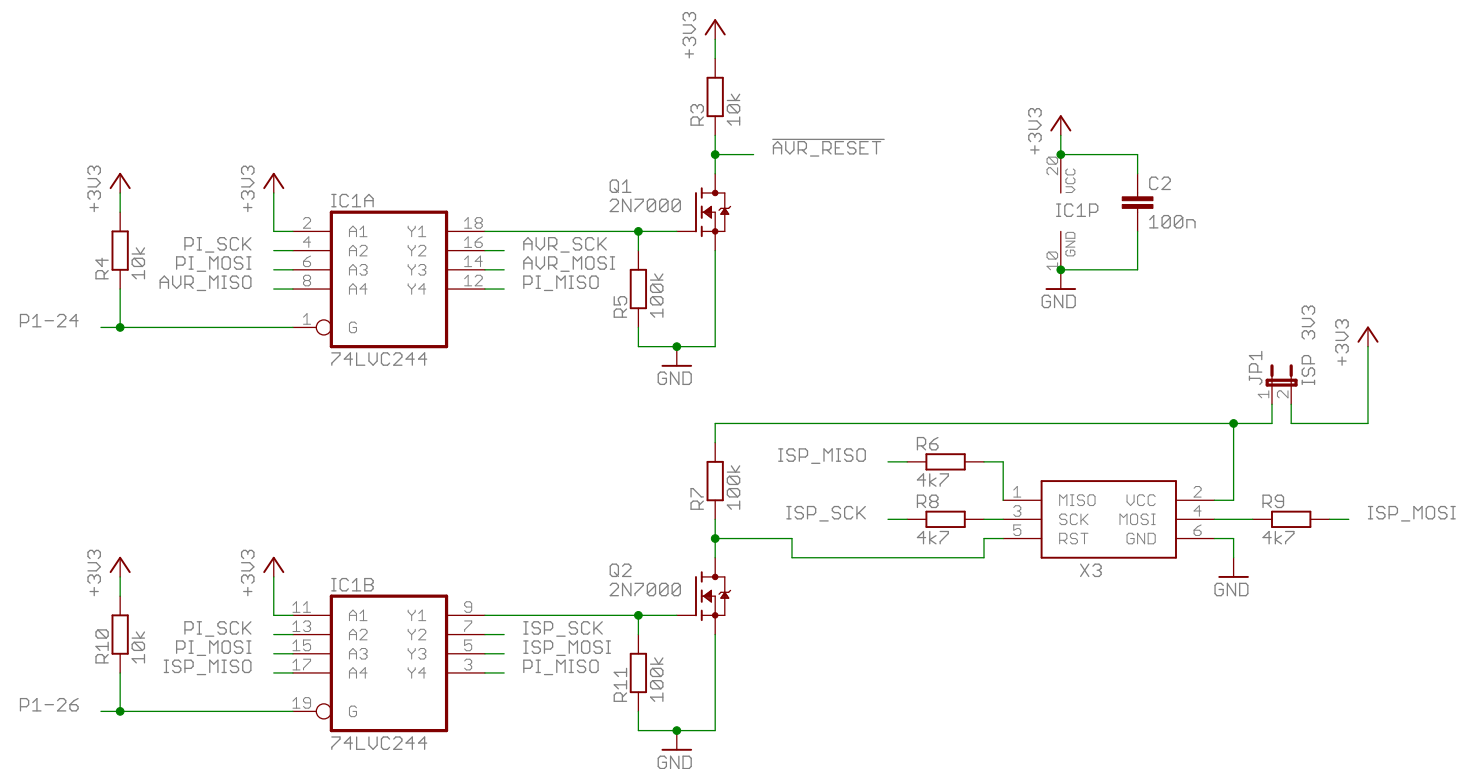 +3V3
R3
10k
AVR_RESET
+3V3
20
VCC
IC1P
GND
10
GND
C2
100n
+3V3
R4
10k
P1-24
+3V3
IC1A
2 A1 Y1 18
PI_SCK 4 A2 Y2 16 AVR_SCK
PI_MOSI 6 A3 Y3 14 AVR_MOSI
AVR_MISO 8 A4 Y4 12 PI_MISO
1 G
74LVC244
Q1
2N7000
R5
100k
GND
JP1
1
2
ISP 3V3
+3V3
R7
100k
ISP_MISO
R6
4k7
ISP_SCK
R8
4k7
1 MISO VCC 2
3 SCK MOSI 4
5 RST GND 6
X3
R9
4k7
ISP_MOSI
GND
+3V3
R10
10k
P1-26
+3V3
IC1B
11 A1 Y1 9
PI_SCK 13 A2 Y2 7 ISP_SCK
PI_MOSI 15 A3 Y3 5 ISP_MOSI
ISP_MISO 17 A4 Y4 3 PI_MISO
19 G
74LVC244
Q2
2N7000
R11
100k
GND